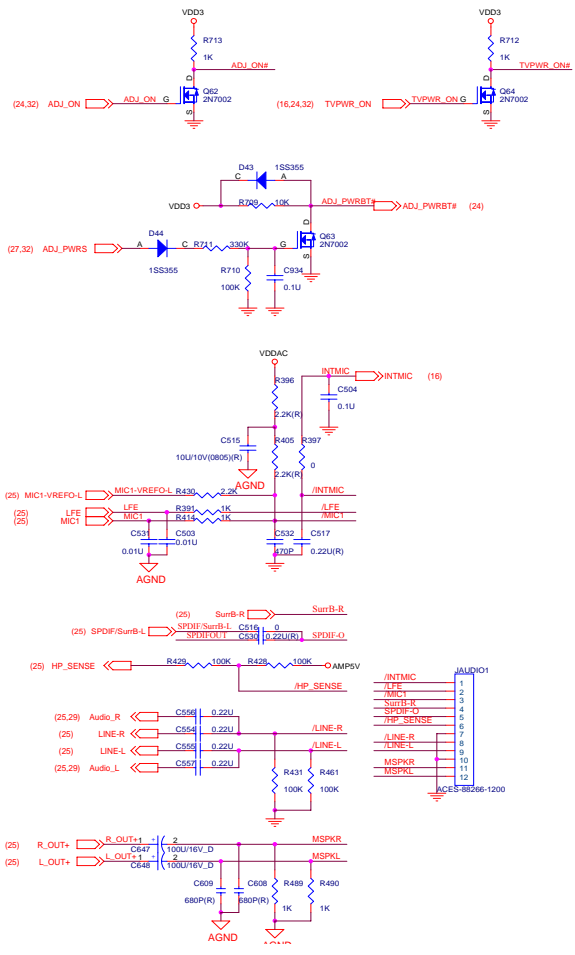 VDD3
R713
1K
ADJ_ON#
D
Q62
2N7002
(24,32) ADJ_ON
ADJ_ON
G
S
VDD3
R712
1K
TVPWR_ON#
D
Q64
2N7002
(16,24,32) TVPWR_ON
TVPWR_ON G
S
D43 1SS355
C A
VDD3
R709 10K
ADJ_PWRBT#
ADJ_PWRBT# (24)
D
Q63
2N7002
D44
(27,32) ADJ_PWRS
A C R711 330K
G
1SS355
S
R710
100K
C934
0.1U
VDDAC
INTMIC
INTMIC (16)
R396
2.2K(R)
C504
0.1U
C515
10U/10V(0805)(R)
R405
2.2K(R)
R397
0
AGND
(25) MIC1-VREFO-L
MIC1-VREFO-L R430 2.2K
/INTMIC
(25) LFE
LFE R391 1K
/LFE
(25) MIC1
MIC1 R414 1K
/MIC1
C531
0.01U
C503
0.01U
C532
470P
C517
0.22U(R)
AGND
(25) SurrB-R
SurrB-R
(25) SPDIF/SurrB-L
SPDIF/SurrB-L C516 0
SPDIFOUT C530 0.22U(R) SPDIF-O
(25) HP_SENSE
R429 100K R428 100K
AMP5V
/HP_SENSE
(25,29) Audio_R
C556 0.22U
(25) LINE-R
C554 0.22U
/LINE-R
(25) LINE-L
C555 0.22U
/LINE-L
(25,29) Audio_L
C557 0.22U
R431
100K
R461
100K
JAUDIO1
/INTMIC 1
/LFE 2
/MIC1 3
SurrB-R 4
SPDIF-O 5
/HP_SENSE 6
7
/LINE-R 8
/LINE-L 9
10
MSPKR 11
MSPKL 12
ACES-88266-1200
(25) R_OUT+
R_OUT+ 1 + 2
C647 100U/16V_D
MSPKR
(25) L_OUT+
L_OUT+ 1 + 2
C648 100U/16V_D
MSPKL
C609
680P(R)
C608
680P(R)
R489
1K
R490
1K
AGND
AGND